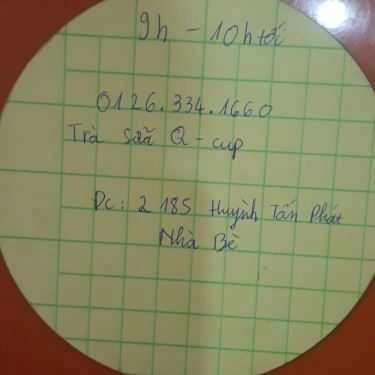 9h - 10h tối
0126.334.1660
Trà sữa Q-cup
Đc: 2185 Huỳnh Tấn Phát
Nhà Bè